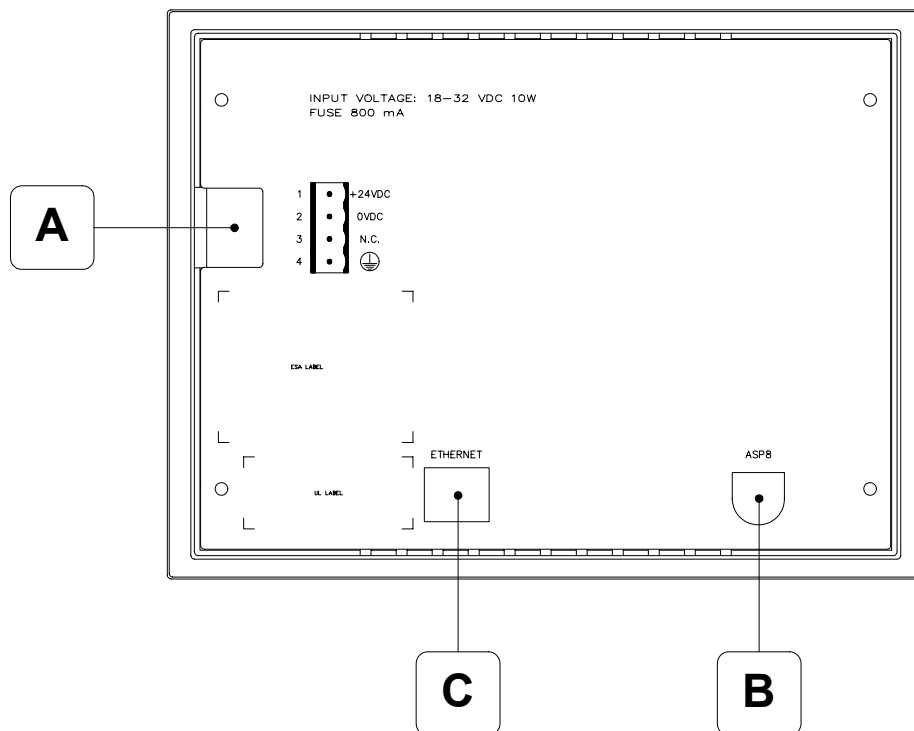 INPUT VOLTAGE: 18-32 VDC 10W
FUSE 800 mA
A
1 +24VDC
2 0VDC
3 N.C.
4
ESA LABEL
ETHERNET
ASP8
UL LABEL
C
B